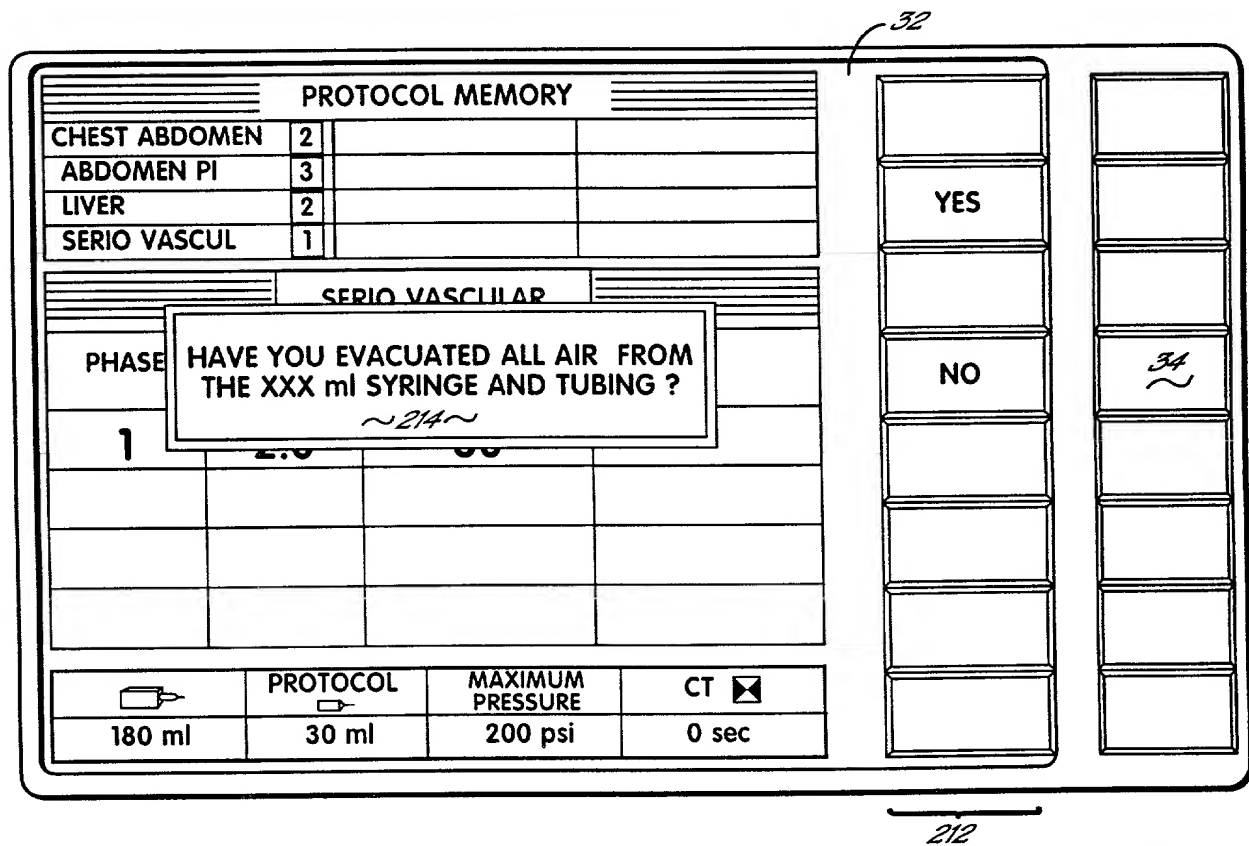 32
PROTOCOL MEMORY
CHEST ABDOMEN 2
ABDOMEN PI 3
LIVER 2
SERIO VASCUL 1
YES
SERIO VASCULAR
PHASE
HAVE YOU EVACUATED ALL AIR FROM
THE XXX ml SYRINGE AND TUBING ?
~214~
NO
34
1
PROTOCOL
MAXIMUM
PRESSURE
CT
180 ml
30 ml
200 psi
0 sec
212